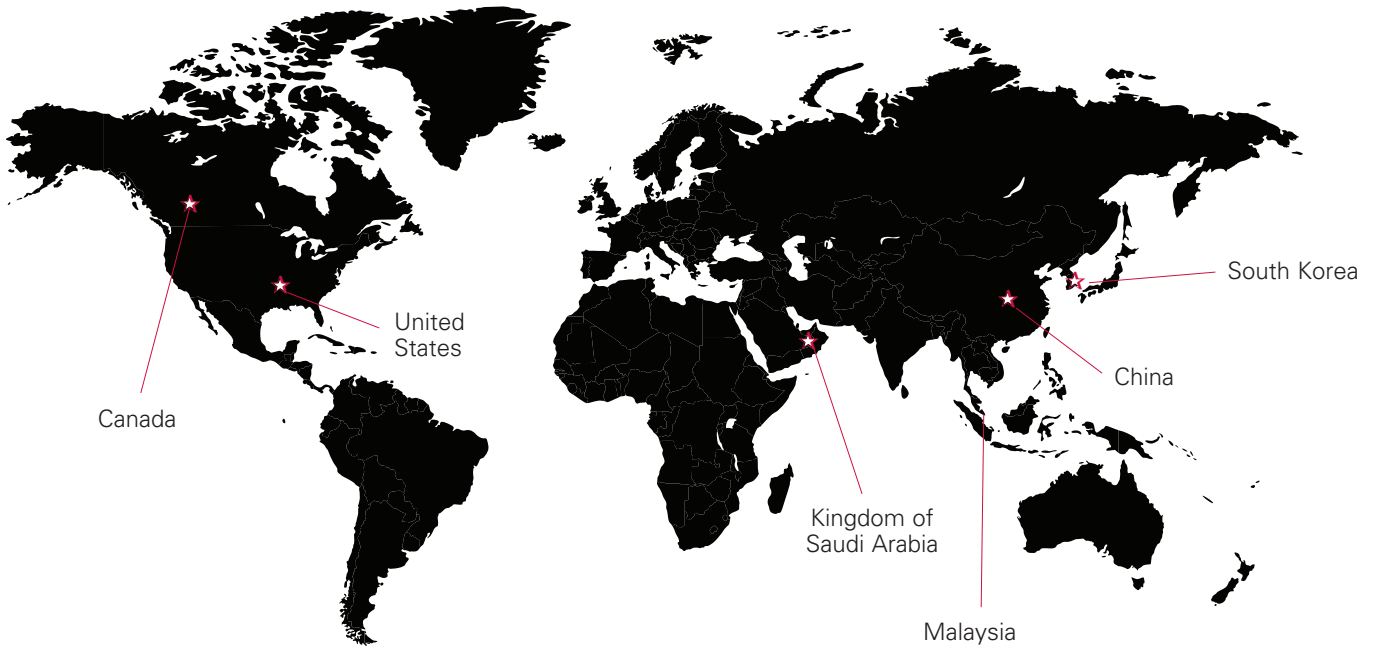 South Korea
United
States
China
Canada
Kingdom of
Saudi Arabia
Malaysia